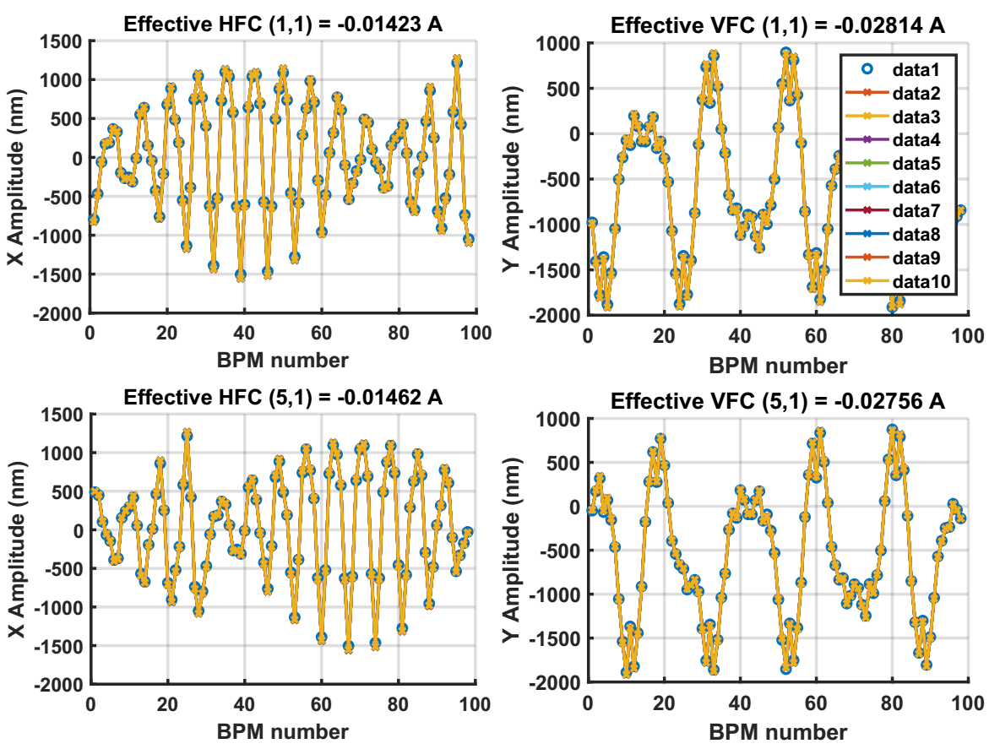 Effective HFC (1,1) = -0.01423 A
1500
1000
500
0
-500
-1000
-1500
-2000
X Amplitude (nm)
0 20 40 60 80 100
BPM number
Effective VFC (1,1) = -0.02814 A
1000
500
0
-500
-1000
-1500
-2000
Y Amplitude (nm)
data1
data2
data3
data4
data5
data6
data7
data8
data9
data10
0 20 40 60 80 100
BPM number
Effective HFC (5,1) = -0.01462 A
1500
1000
500
0
-500
-1000
-1500
-2000
X Amplitude (nm)
0 20 40 60 80 100
BPM number
Effective VFC (5,1) = -0.02756 A
1000
500
0
-500
-1000
-1500
-2000
Y Amplitude (nm)
0 20 40 60 80 100
BPM number